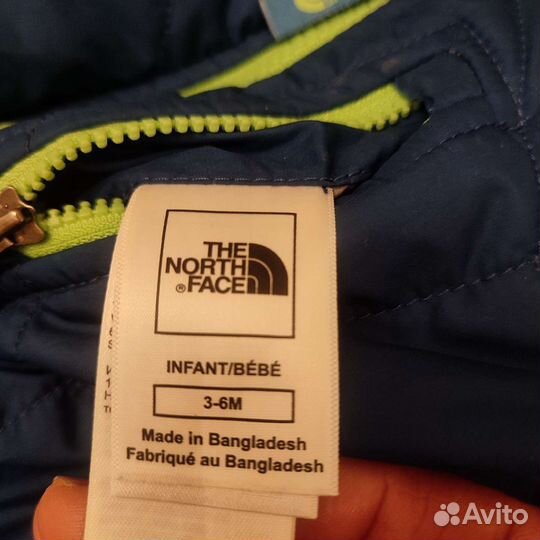 THE
NORTH
®FACE
INFANT/BÉBÉ
3-6M
Made in Bangladesh
Fabriqué au Bangladesh
Avito